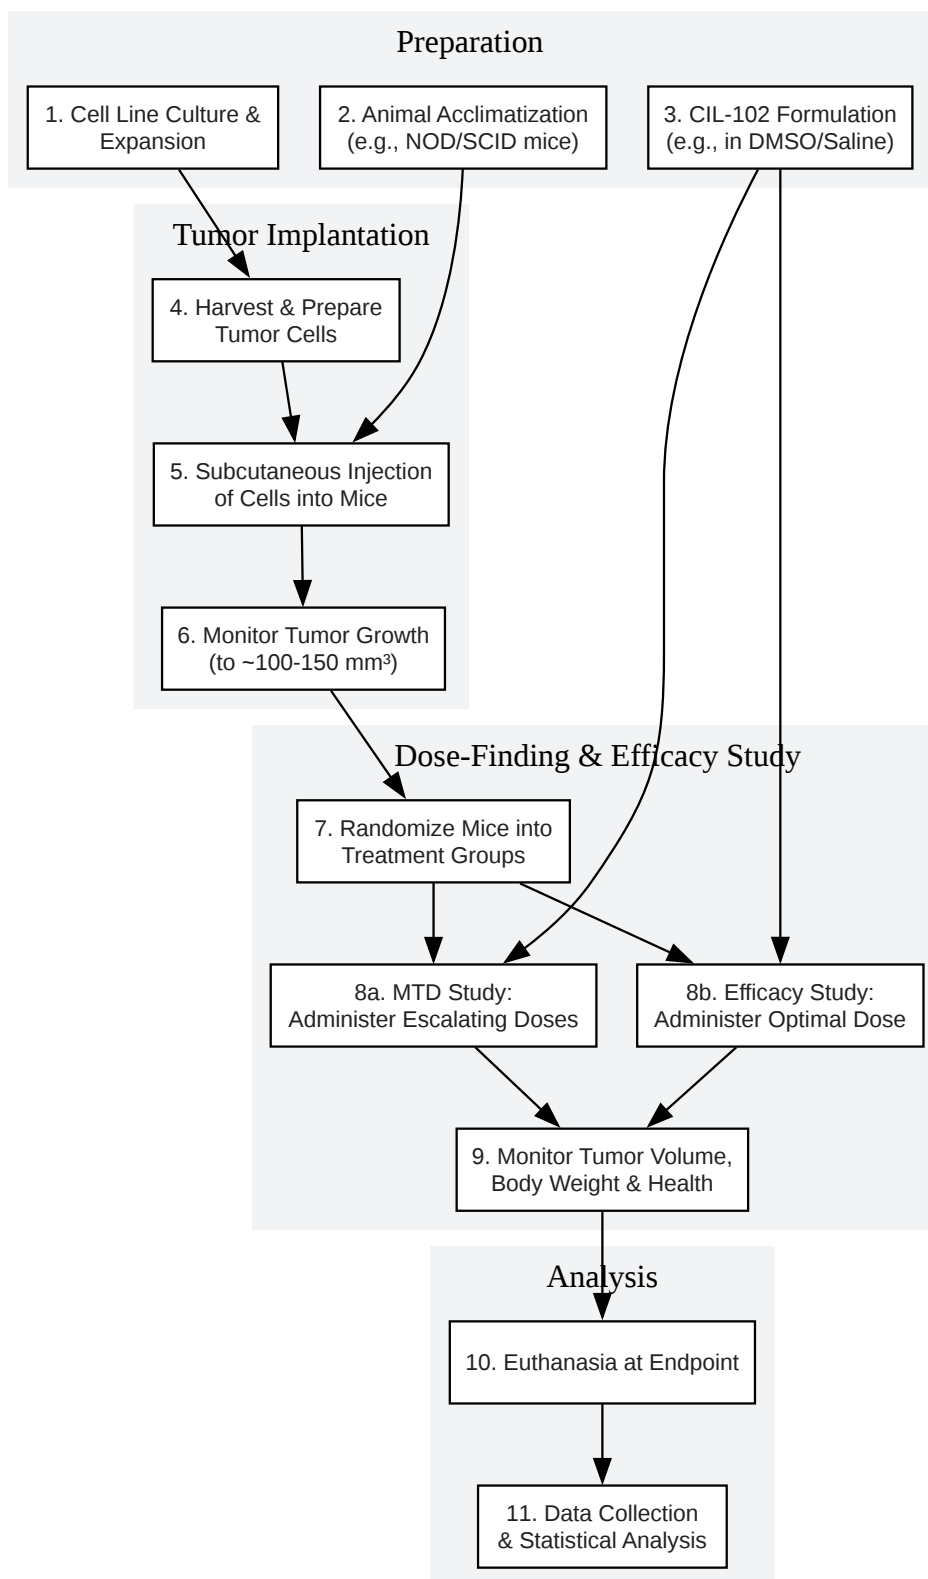 Preparation
1. Cell Line Culture &
Expansion
2. Animal Acclimatization
(e.g., NOD/SCID mice)
3. CIL-102 Formulation
(e.g., in DMSO/Saline)
Tumor Implantation
4. Harvest & Prepare
Tumor Cells
5. Subcutaneous Injection
of Cells into Mice
6. Monitor Tumor Growth
(to ~100-150 mm³)
Dose-Finding & Efficacy Study
7. Randomize Mice into
Treatment Groups
8a. MTD Study:
Administer Escalating Doses
8b. Efficacy Study:
Administer Optimal Dose
9. Monitor Tumor Volume,
Body Weight & Health
Analysis
10. Euthanasia at Endpoint
11. Data Collection
& Statistical Analysis